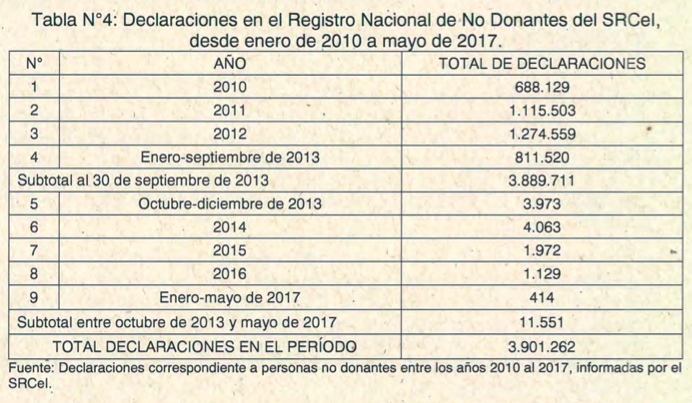 Tabla N°4: Declaraciones en el Registro Nacional de No Donantes del SRCeI,
desde enero de 2010 a mayo de 2017.
N° AÑO TOTAL DE DECLARACIONES
1 2010 688.129
2 2011 1.115.503
3 2012 1.274.559
4 Enero-septiembre de 2013 811.520
Subtotal al 30 de septiembre de 2013 3.889.711
5 Octubre-diciembre de 2013 3.973
6 2014 4.063
7 2015 1.972
8 2016 1.129
9 Enero-mayo de 2017 414
Subtotal entre octubre de 2013 y mayo de 2017 11.551
TOTAL DECLARACIONES EN EL PERÍODO 3.901.262
Fuente: Declaraciones correspondiente a personas no donantes entre los años 2010 al 2017, informadas por el
SRCeI.